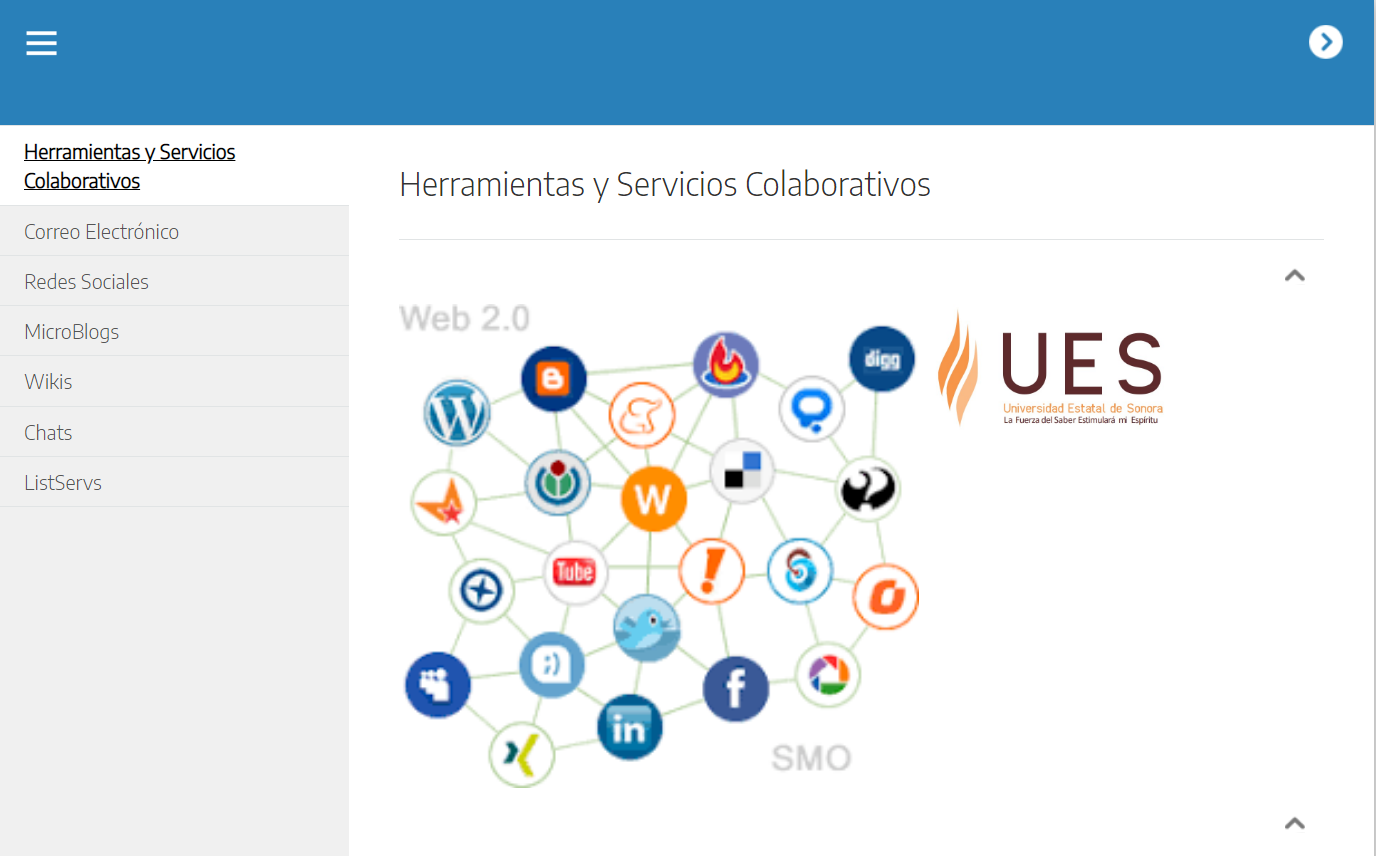 Herramientas y Servicios
Colaborativos
Correo Electrónico
Redes Sociales
MicroBlogs
Wikis
Chats
ListServs
Herramientas y Servicios Colaborativos
Web 2.0
digg
W
W
Tube
;)
f
in
SMO
UES
Universidad Estatal de Sonora
La Fuerza del Saber Estimulará mi Espíritu